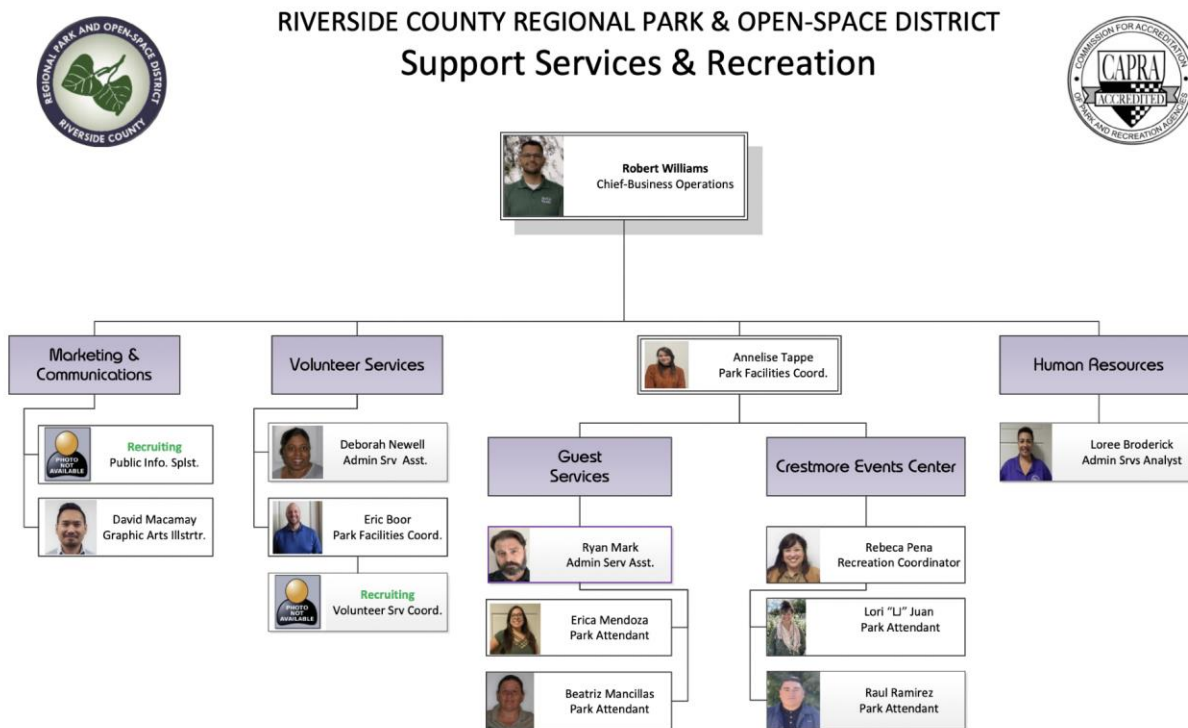 RIVERSIDE COUNTY REGIONAL PARK & OPEN-SPACE DISTRICT
Support Services & Recreation
REGIONAL PARK AND OPEN-SPACE DISTRICT
RIVERSIDE COUNTY
COMMISSION FOR ACCREDITATION
CAPRA
ACCREDITED
OF PARK AND RECREATION AGENCIES
Robert Williams
Chief-Business Operations
Marketing &
Communications
Recruiting
Public Info. Splst.
PHOTO
NOT
AVAILABLE
David Macamay
Graphic Arts Illstrtr.
Volunteer Services
Deborah Newell
Admin Srv Asst.
Eric Boor
Park Facilities Coord.
Recruiting
Volunteer Srv Coord.
PHOTO
NOT
AVAILABLE
Annelise Tappe
Park Facilities Coord.
Guest
Services
Ryan Mark
Admin Serv Asst.
Erica Mendoza
Park Attendant
Beatriz Mancillas
Park Attendant
Crestmore Events Center
Rebeca Pena
Recreation Coordinator
Lori "LJ" Juan
Park Attendant
Raul Ramirez
Park Attendant
Human Resources
Loree Broderick
Admin Srvs Analyst